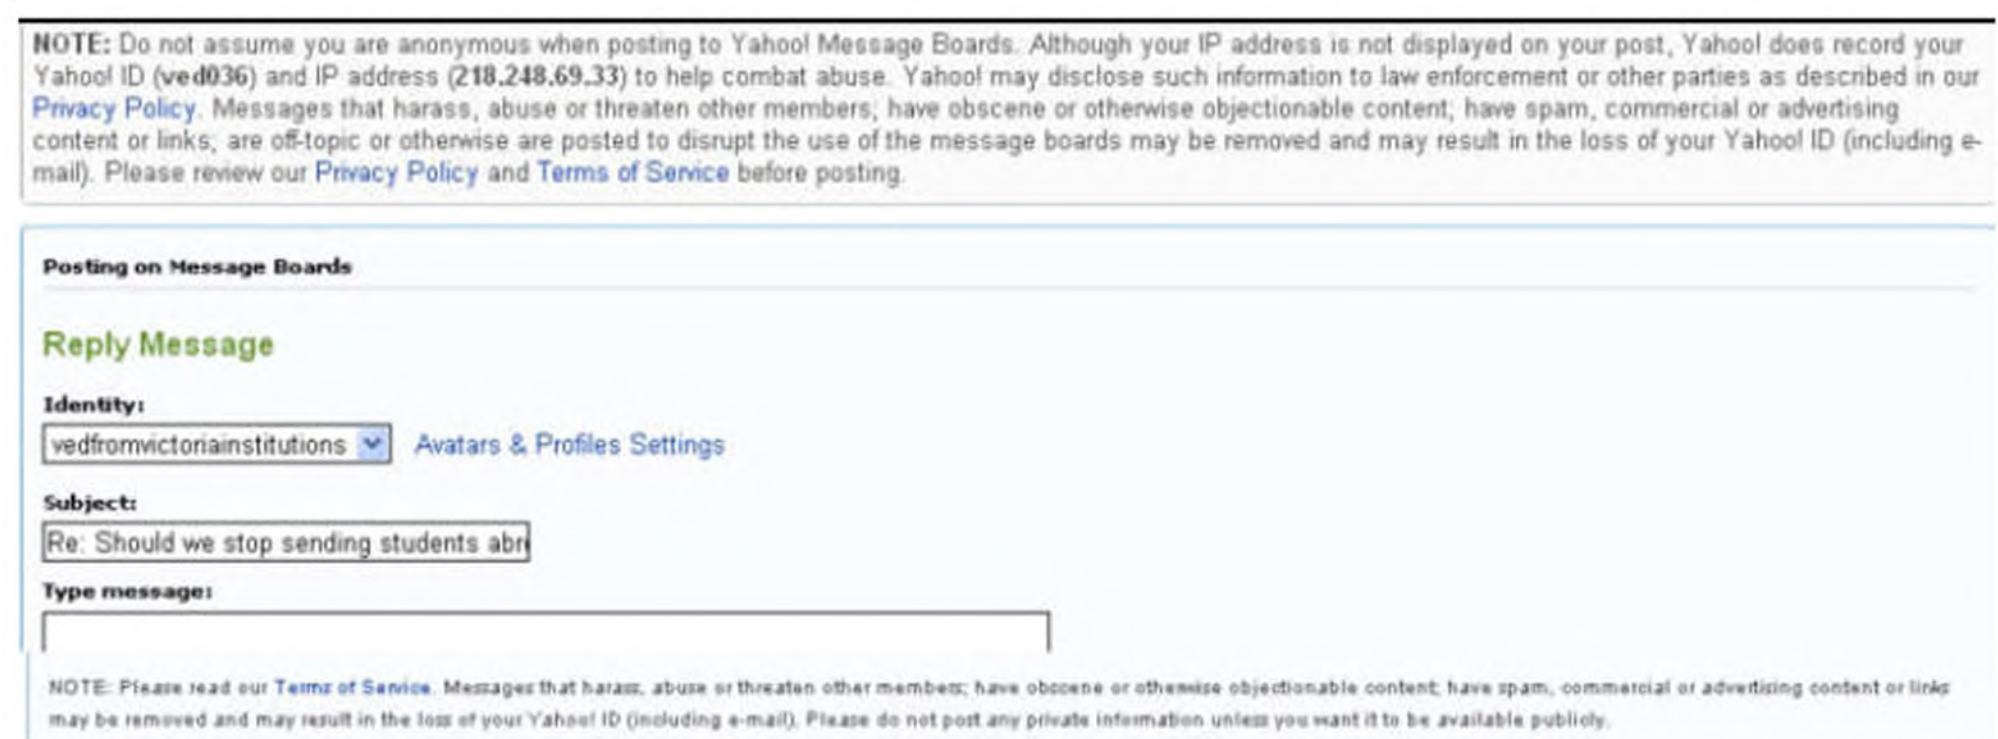 NOTE: Do not assume you are anonymous when posting to Yahoo! Message Boards. Although your IP address is not displayed on your post, Yahoo! does record your
Yahoo! ID (ved036) and IP address (218.248.69.33) to help combat abuse. Yahoo! may disclose such information to law enforcement or other parties as described in our
Privacy Policy. Messages that harass, abuse or threaten other members; have obscene or otherwise objectionable content; have spam, commercial or advertising
content or links; are off-topic or otherwise are posted to disrupt the use of the message boards may be removed and may result in the loss of your Yahoo! ID (including e-
mail). Please review our Privacy Policy and Terms of Service before posting.
Posting on Message Boards
Reply Message
Identity:
vedfromvictoriainstitutions Avatars & Profiles Settings
Subject:
Re: Should we stop sending students abr
Type message:
NOTE: Please read our Terms of Service. Messages that harass, abuse or threaten other members; have obscene or otherwise objectionable content; have spam, commercial or advertising content or links
may be removed and may result in the loss of your Yahoo! ID (including e-mail). Please do not post any private information unless you want it to be available publicly.